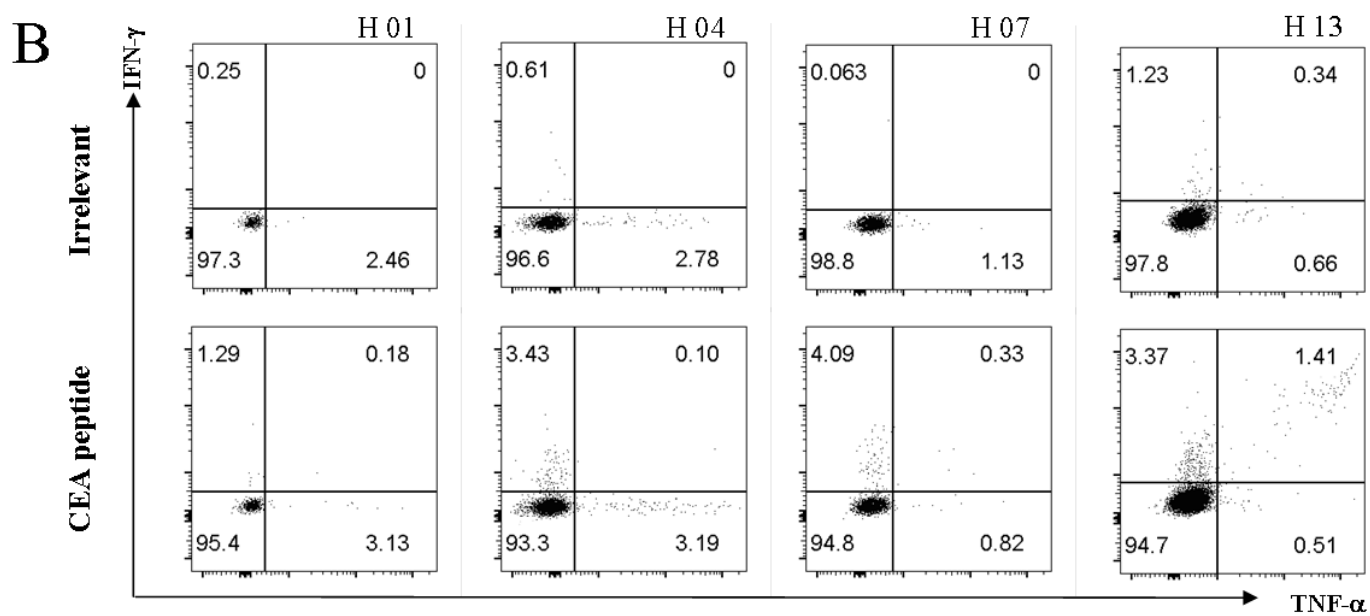 B
IFN-γ
H 01
H 04
H 07
H 13
Irrelevant
0.25 0
97.3 2.46
0.61 0
96.6 2.78
0.063 0
98.8 1.13
1.23 0.34
97.8 0.66
CEA peptide
1.29 0.18
95.4 3.13
3.43 0.10
93.3 3.19
4.09 0.33
94.8 0.82
3.37 1.41
94.7 0.51
TNF-α